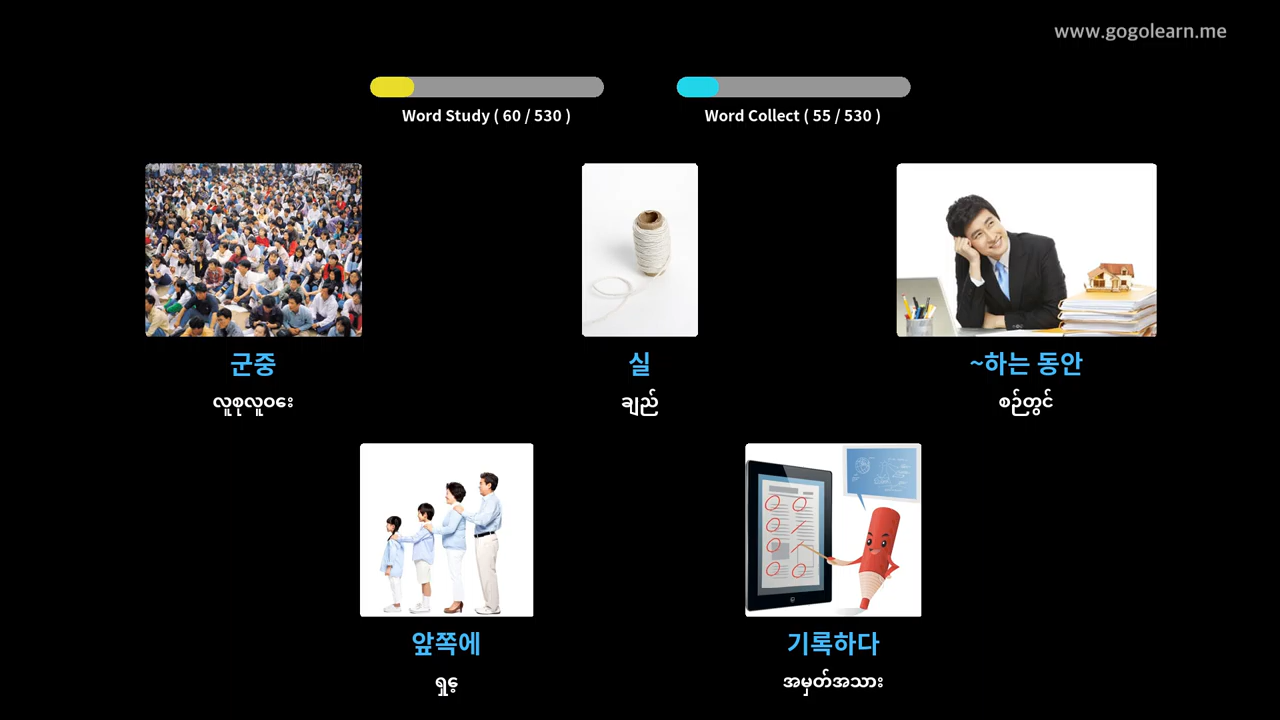 www.gogolearn.me
Word Study ( 60 / 530 )
Word Collect ( 55 / 530 )
군중
실
~하는 동안
လူစုလူဝေး
ချည်
စဉ်တွင်
앞쪽에
기록하다
ရှေ့
အမှတ်အသား